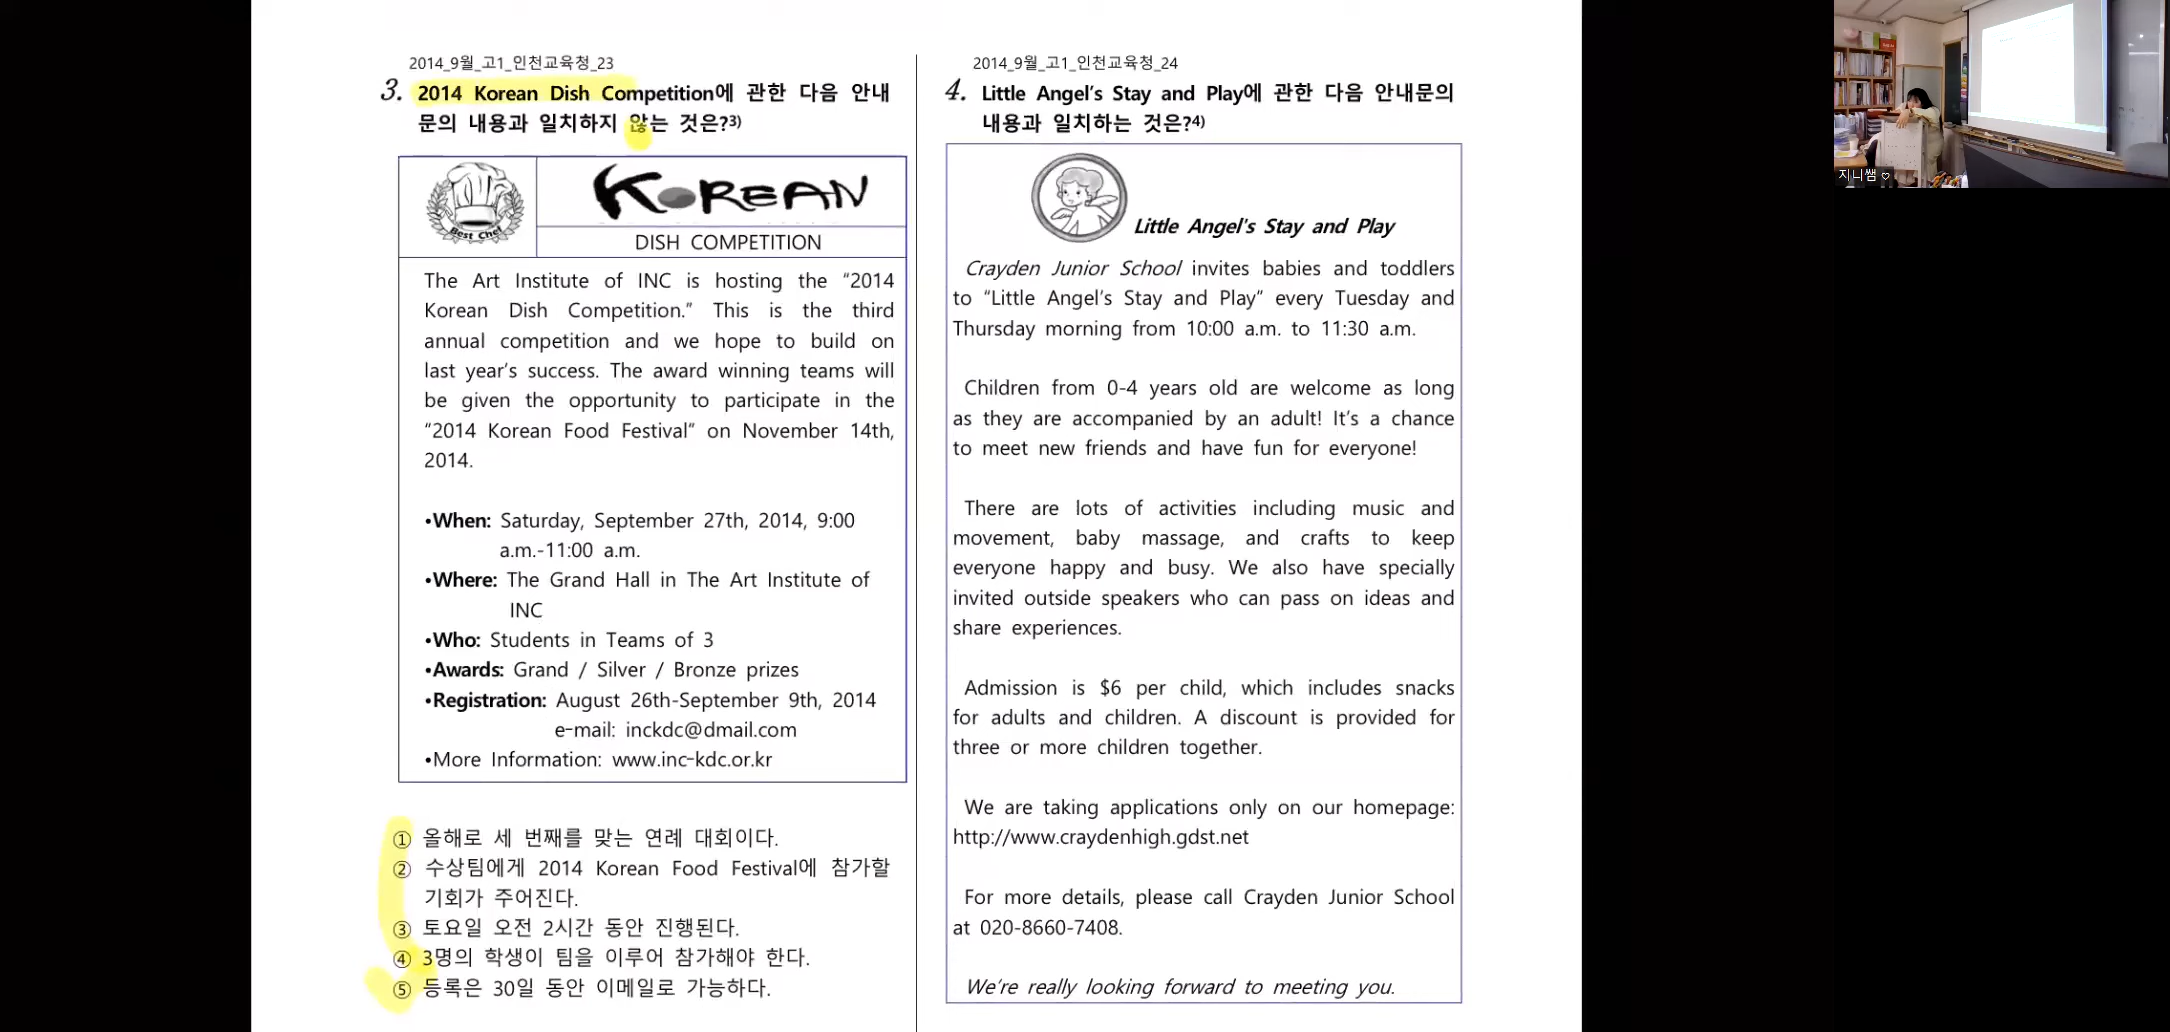 2014_9월_고1_인천교육청_23
3. 2014 Korean Dish Competition에 관한 다음 안내
문의 내용과 일치하지 않는 것은?3)
Best Chef
KOREAN
DISH COMPETITION
The Art Institute of INC is hosting the “2014
Korean Dish Competition.” This is the third
annual competition and we hope to build on
last year’s success. The award winning teams will
be given the opportunity to participate in the
“2014 Korean Food Festival” on November 14th,
2014.
•When: Saturday, September 27th, 2014, 9:00
a.m.-11:00 a.m.
•Where: The Grand Hall in The Art Institute of
INC
•Who: Students in Teams of 3
•Awards: Grand / Silver / Bronze prizes
•Registration: August 26th-September 9th, 2014
e-mail: inckdc@dmail.com
•More Information: www.inc-kdc.or.kr
① 올해로 세 번째를 맞는 연례 대회이다.
② 수상팀에게 2014 Korean Food Festival에 참가할
기회가 주어진다.
③ 토요일 오전 2시간 동안 진행된다.
④ 3명의 학생이 팀을 이루어 참가해야 한다.
⑤ 등록은 30일 동안 이메일로 가능하다.
2014_9월_고1_인천교육청_24
4. Little Angel’s Stay and Play에 관한 다음 안내문의
내용과 일치하는 것은?4)
Little Angel's Stay and Play
Crayden Junior School invites babies and toddlers
to “Little Angel’s Stay and Play” every Tuesday and
Thursday morning from 10:00 a.m. to 11:30 a.m.
Children from 0-4 years old are welcome as long
as they are accompanied by an adult! It’s a chance
to meet new friends and have fun for everyone!
There are lots of activities including music and
movement, baby massage, and crafts to keep
everyone happy and busy. We also have specially
invited outside speakers who can pass on ideas and
share experiences.
Admission is $6 per child, which includes snacks
for adults and children. A discount is provided for
three or more children together.
We are taking applications only on our homepage:
http://www.craydenhigh.gdst.net
For more details, please call Crayden Junior School
at 020-8660-7408.
We’re really looking forward to meeting you.
지니쌤 ♡